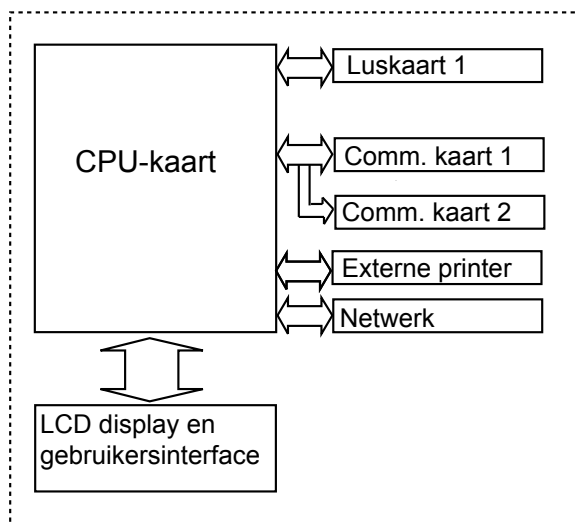 CPU-kaart
Luskaart 1
Comm. kaart 1
Comm. kaart 2
Externe printer
Netwerk
LCD display en
gebruikersinterface